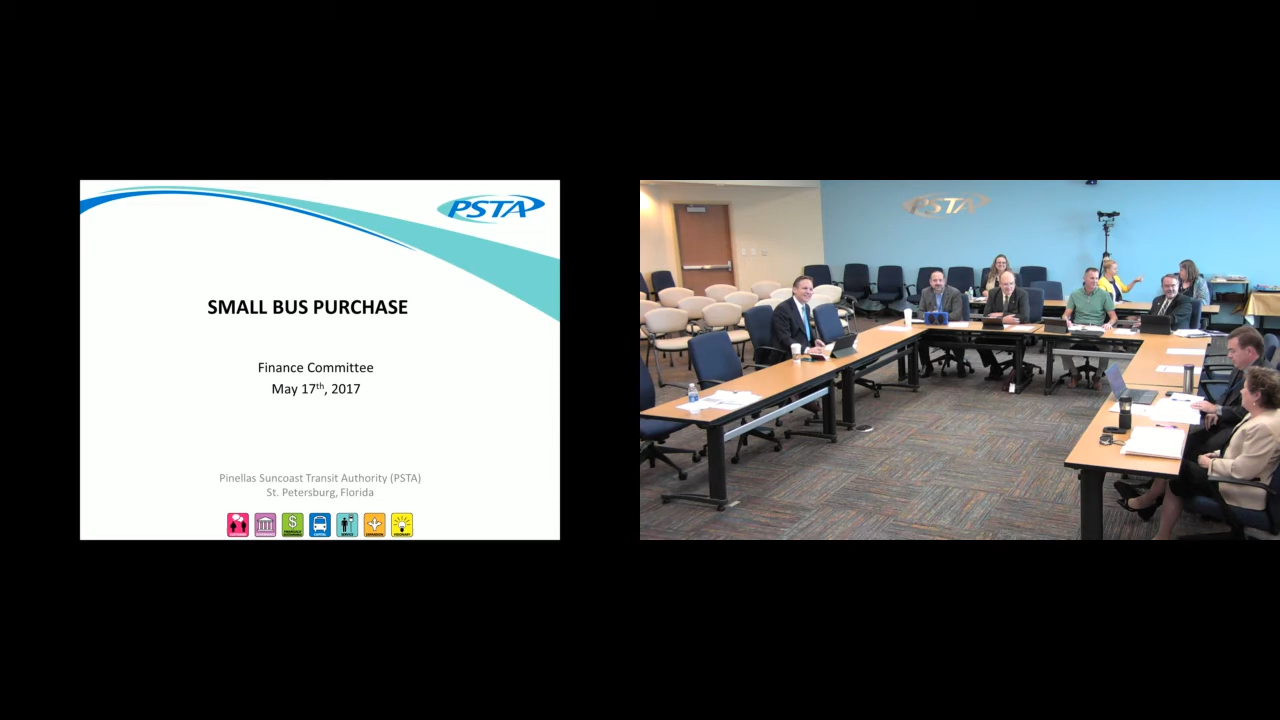 PSTA
SMALL BUS PURCHASE
Finance Committee
May 17th, 2017
Pinellas Suncoast Transit Authority (PSTA)
St. Petersburg, Florida
PSTA